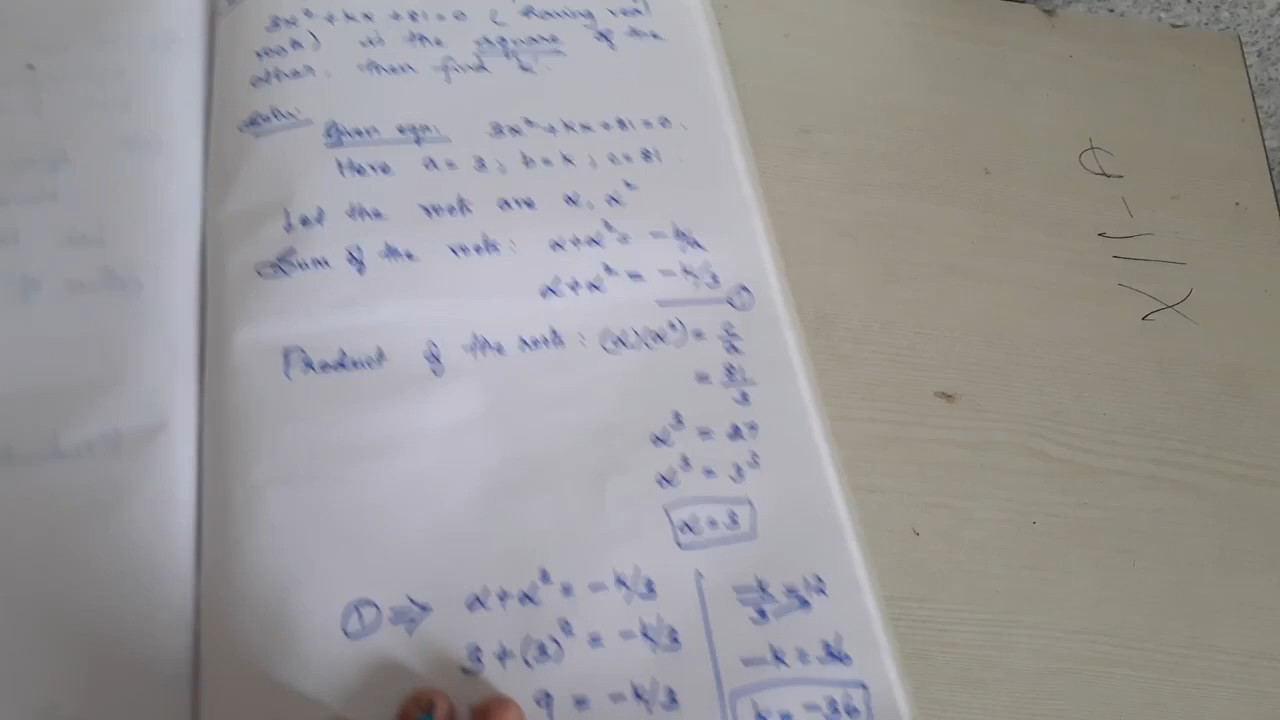 3x² + kx + 81 = 0 (having real
roots) is the square of the
other. then find 'k'.
Soln:
Given eqn. 3x² + kx + 81 = 0.
Here a = 3, b = k, c = 81
Let the roots are α, α²
Sum of the roots: α + α² = -b/a
α + α² = -k/3 ①
Product of the roots: (α)(α²) = c/a
= 81/3
α³ = 27
α³ = 3³
α = 3
① ⇒ α + α² = -k/3
3 + (3)² = -k/3
9 = -k/3
-k/3 = 12
-k = 36
k = -36